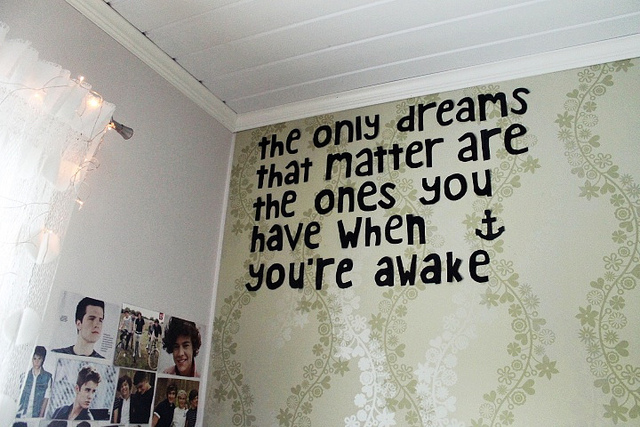 the only dreams
that matter are
the ones you
have when
you're awake